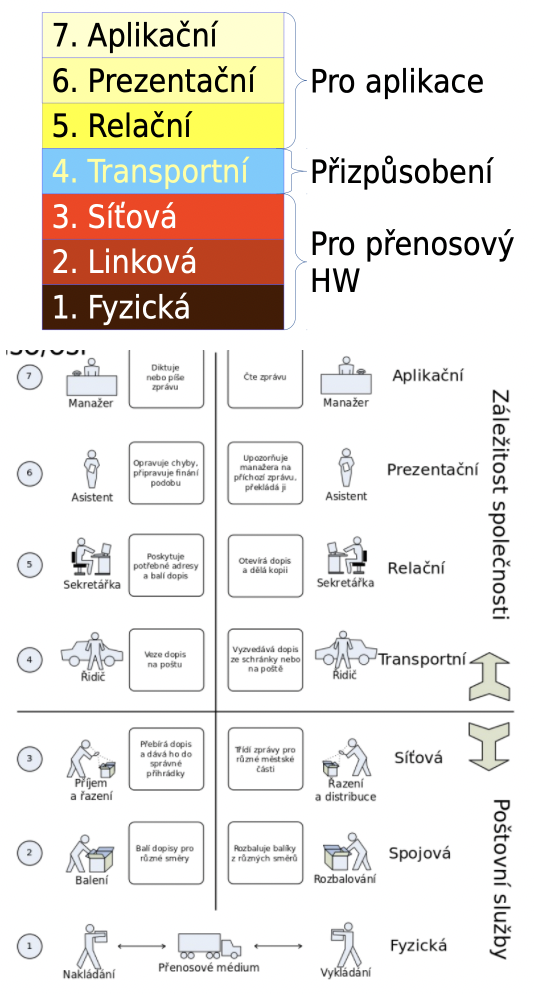 7. Aplikační
6. Prezentační
Pro aplikace
5. Relační
4. Transportní
Přizpůsobení
3. Síťová
2. Linková
Pro přenosový
HW
1. Fyzická
7
Manažer
Diktuje
nebo píše
zprávu
Čte zprávu
Manažer
Aplikační
6
Asistent
Opravuje chyby,
připravuje finání
podobu
Upozorňuje
manažera na
příchozí zprávu,
překládá ji
Asistent
Prezentační
5
Sekretářka
Poskytuje
potřebné adresy
a balí dopis
Otevírá dopis
a dělá kopii
Sekretářka
Relační
4
Řidič
Veze dopis
na poštu
Vyzvedává dopis
ze schránky nebo
na poště
Řidič
Transportní
Záležitost společnosti
3
Příjem
a řazení
Přebírá dopis
a dává ho do
správné
přihrádky
Třídí zprávy pro
různé městské
části
Řazení
a distribuce
Síťová
2
Balení
Balí dopisy pro
různé směry
Rozbaluje balíky
z různých směrů
Rozbalování
Spojová
1
Nakládání
Přenosové médium
Vykládání
Fyzická
Poštovní služby